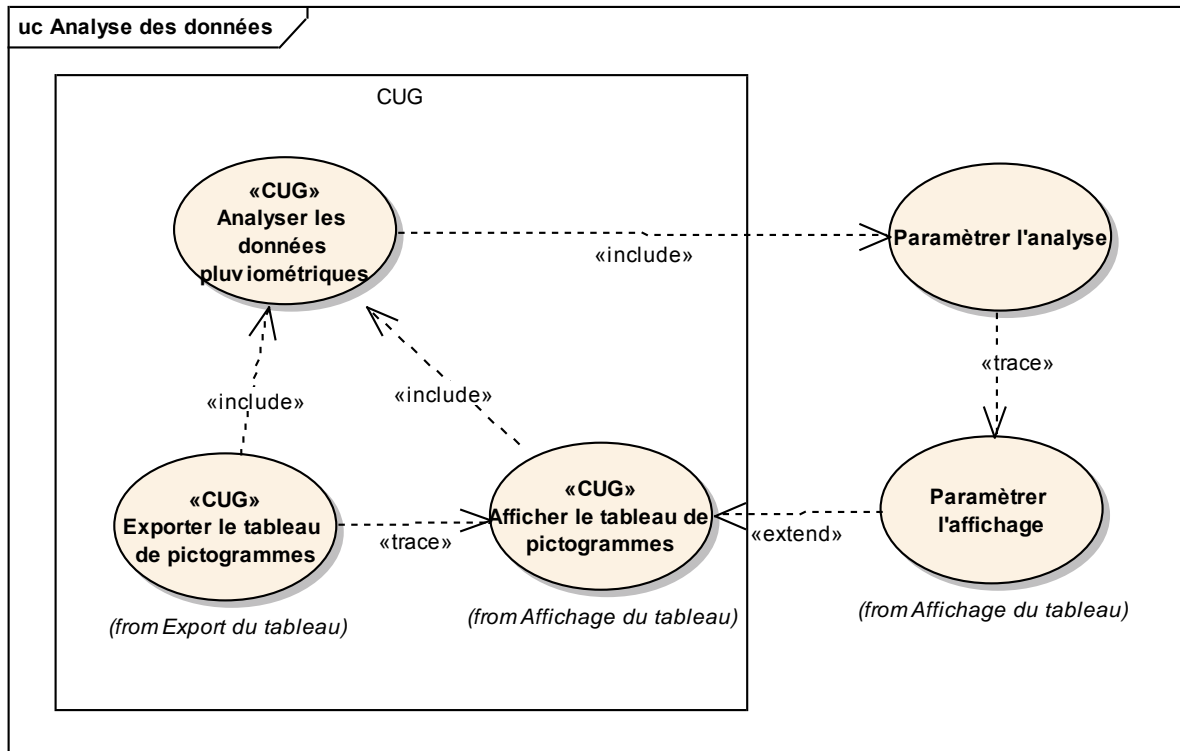 uc Analyse des données
CUG
«CUG»
Analyser les
données
pluviométriques
«include»
Paramètrer l'analyse
«include»
«include»
«trace»
«CUG»
Exporter le tableau
de pictogrammes
(from Export du tableau)
«trace»
«CUG»
Afficher le tableau de
pictogrammes
(from Affichage du tableau)
«extend»
Paramètrer
l'affichage
(from Affichage du tableau)